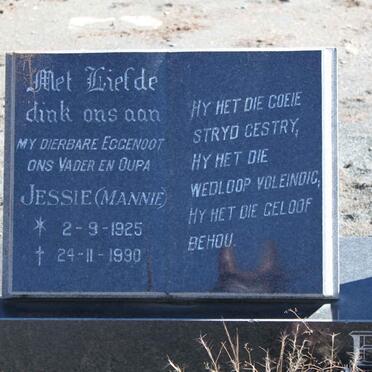 Met Liefde
dink ons aan
MY DIERBARE EGGENOOT
ONS VADER EN OUPA
JESSIE (MANNIE)
* 2-9-1925
† 24-11-1990
HY HET DIE GOEIE
STRYD GESTRY,
HY HET DIE
WEDLOOP VOLEINDIG,
HY HET DIE GELOOF
BEHOU.